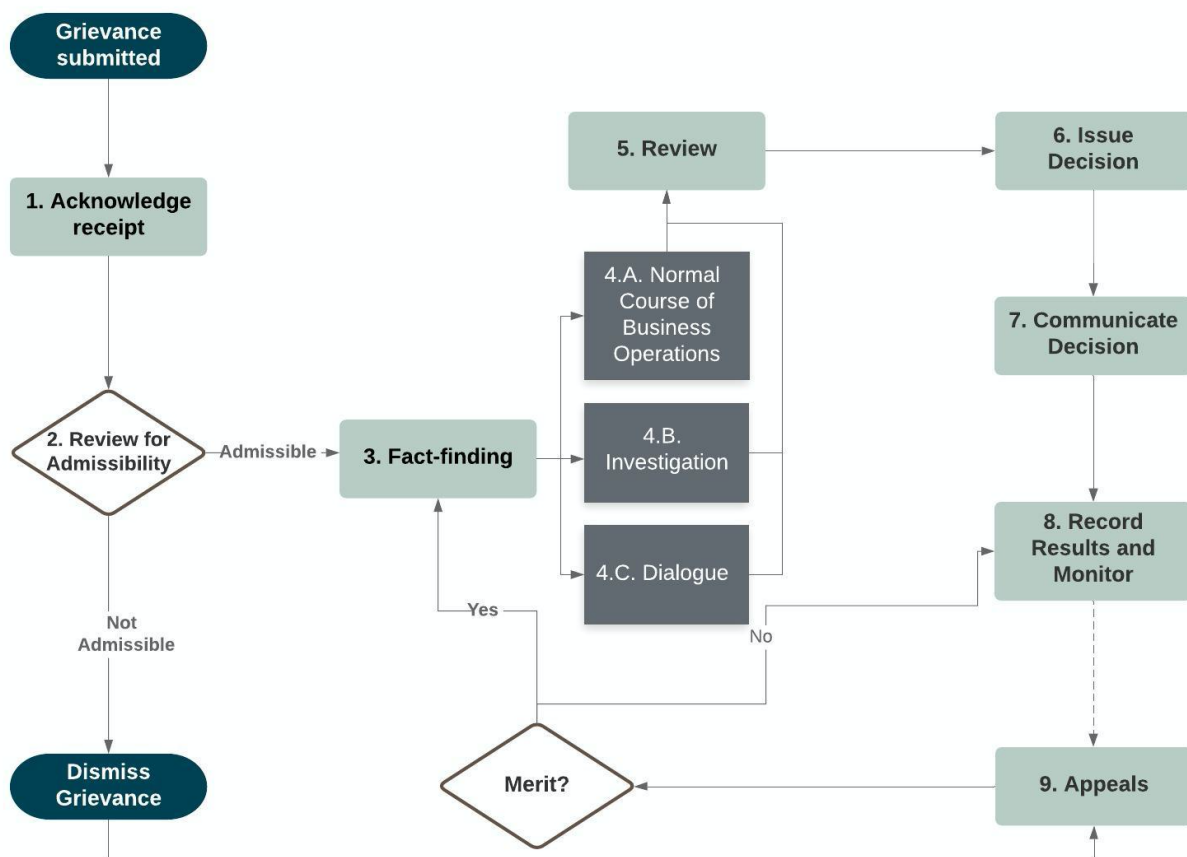 Grievance
submitted
1. Acknowledge
receipt
2. Review for
Admissibility
Admissible
Not
Admissible
Dismiss
Grievance
3. Fact-finding
4.A. Normal
Course of
Business
Operations
4.B.
Investigation
4.C. Dialogue
5. Review
6. Issue
Decision
7. Communicate
Decision
8. Record
Results and
Monitor
9. Appeals
Merit?
Yes
No